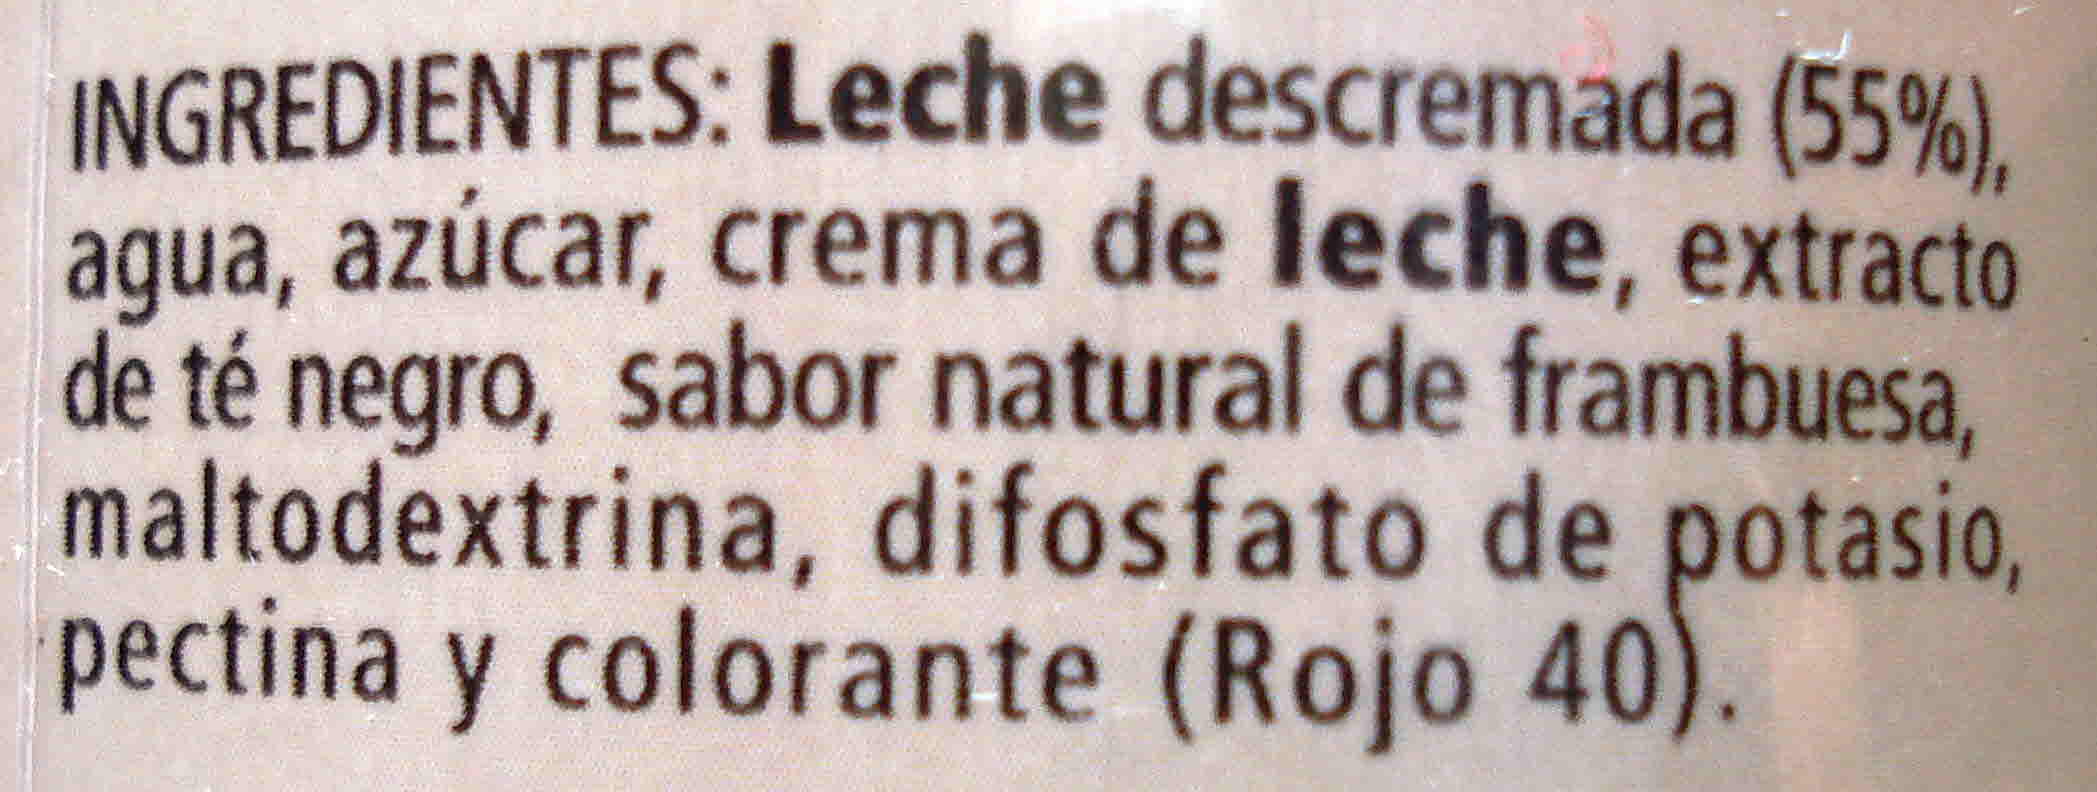 INGREDIENTES: Leche descremada (55%),
agua, azúcar, crema de leche, extracto
de té negro, sabor natural de frambuesa,
maltodextrina, difosfato de potasio,
pectina y colorante (Rojo 40).